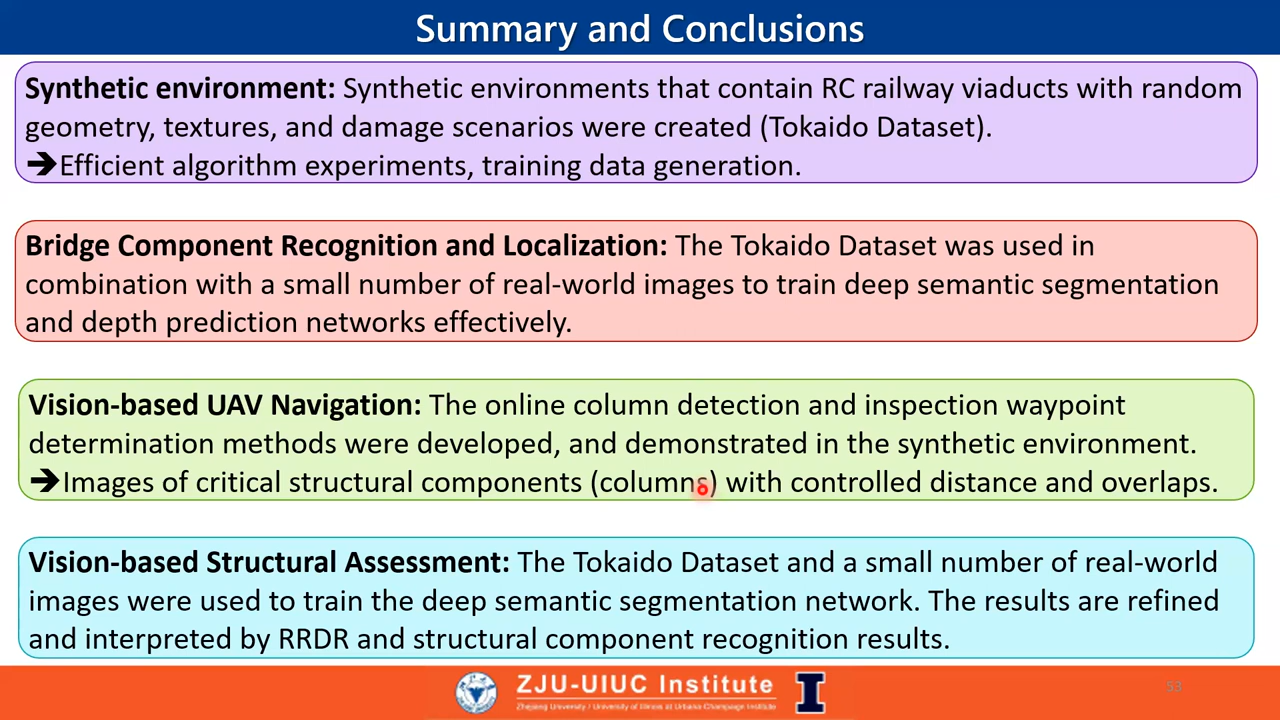 Summary and Conclusions
Synthetic environment: Synthetic environments that contain RC railway viaducts with random
geometry, textures, and damage scenarios were created (Tokaido Dataset).
➔Efficient algorithm experiments, training data generation.
Bridge Component Recognition and Localization: The Tokaido Dataset was used in
combination with a small number of real-world images to train deep semantic segmentation
and depth prediction networks effectively.
Vision-based UAV Navigation: The online column detection and inspection waypoint
determination methods were developed, and demonstrated in the synthetic environment.
➔Images of critical structural components (columns) with controlled distance and overlaps.
Vision-based Structural Assessment: The Tokaido Dataset and a small number of real-world
images were used to train the deep semantic segmentation network. The results are refined
and interpreted by RRDR and structural component recognition results.
ZJU-UIUC Institute
Zhejiang University / University of Illinois at Urbana-Champaign Institute
53